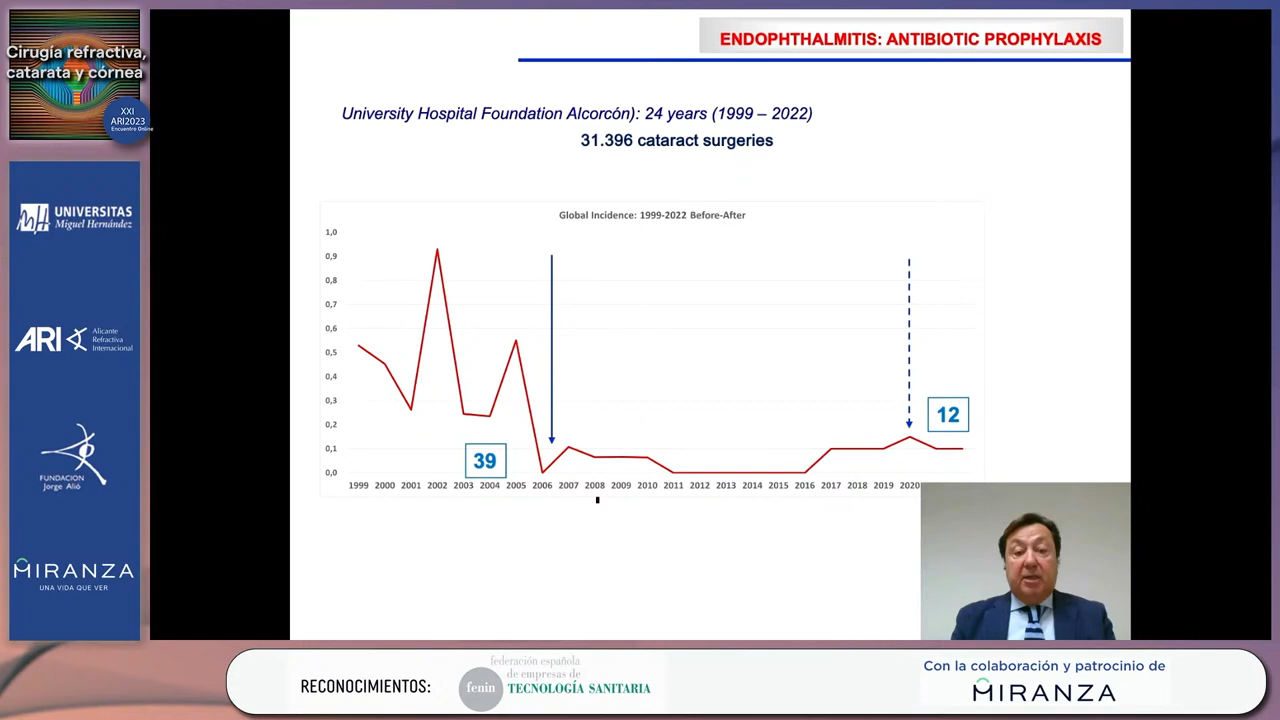 Cirugía refractiva,
catarata y córnea
XXI
ARI2023
Encuentro Online
UNIVERSITAS
Miguel Hernández
ARI
Alicante
Refractiva
Internacional
FUNDACION
Jorge Alió
MIRANZA
UNA VIDA QUE VER
ENDOPHTHALMITIS: ANTIBIOTIC PROPHYLAXIS
University Hospital Foundation Alcorcón): 24 years (1999 – 2022)
31.396 cataract surgeries
Global Incidence: 1999-2022 Before-After
1,0
0,9
0,8
0,7
0,6
0,5
0,4
0,3
0,2
0,1
0,0
39
12
1999 2000 2001 2002 2003 2004 2005 2006 2007 2008 2009 2010 2011 2012 2013 2014 2015 2016 2017 2018 2019 2020
RECONOCIMIENTOS:
fenin
federación española
de empresas de
TECNOLOGÍA SANITARIA
Con la colaboración y patrocinio de
MIRANZA